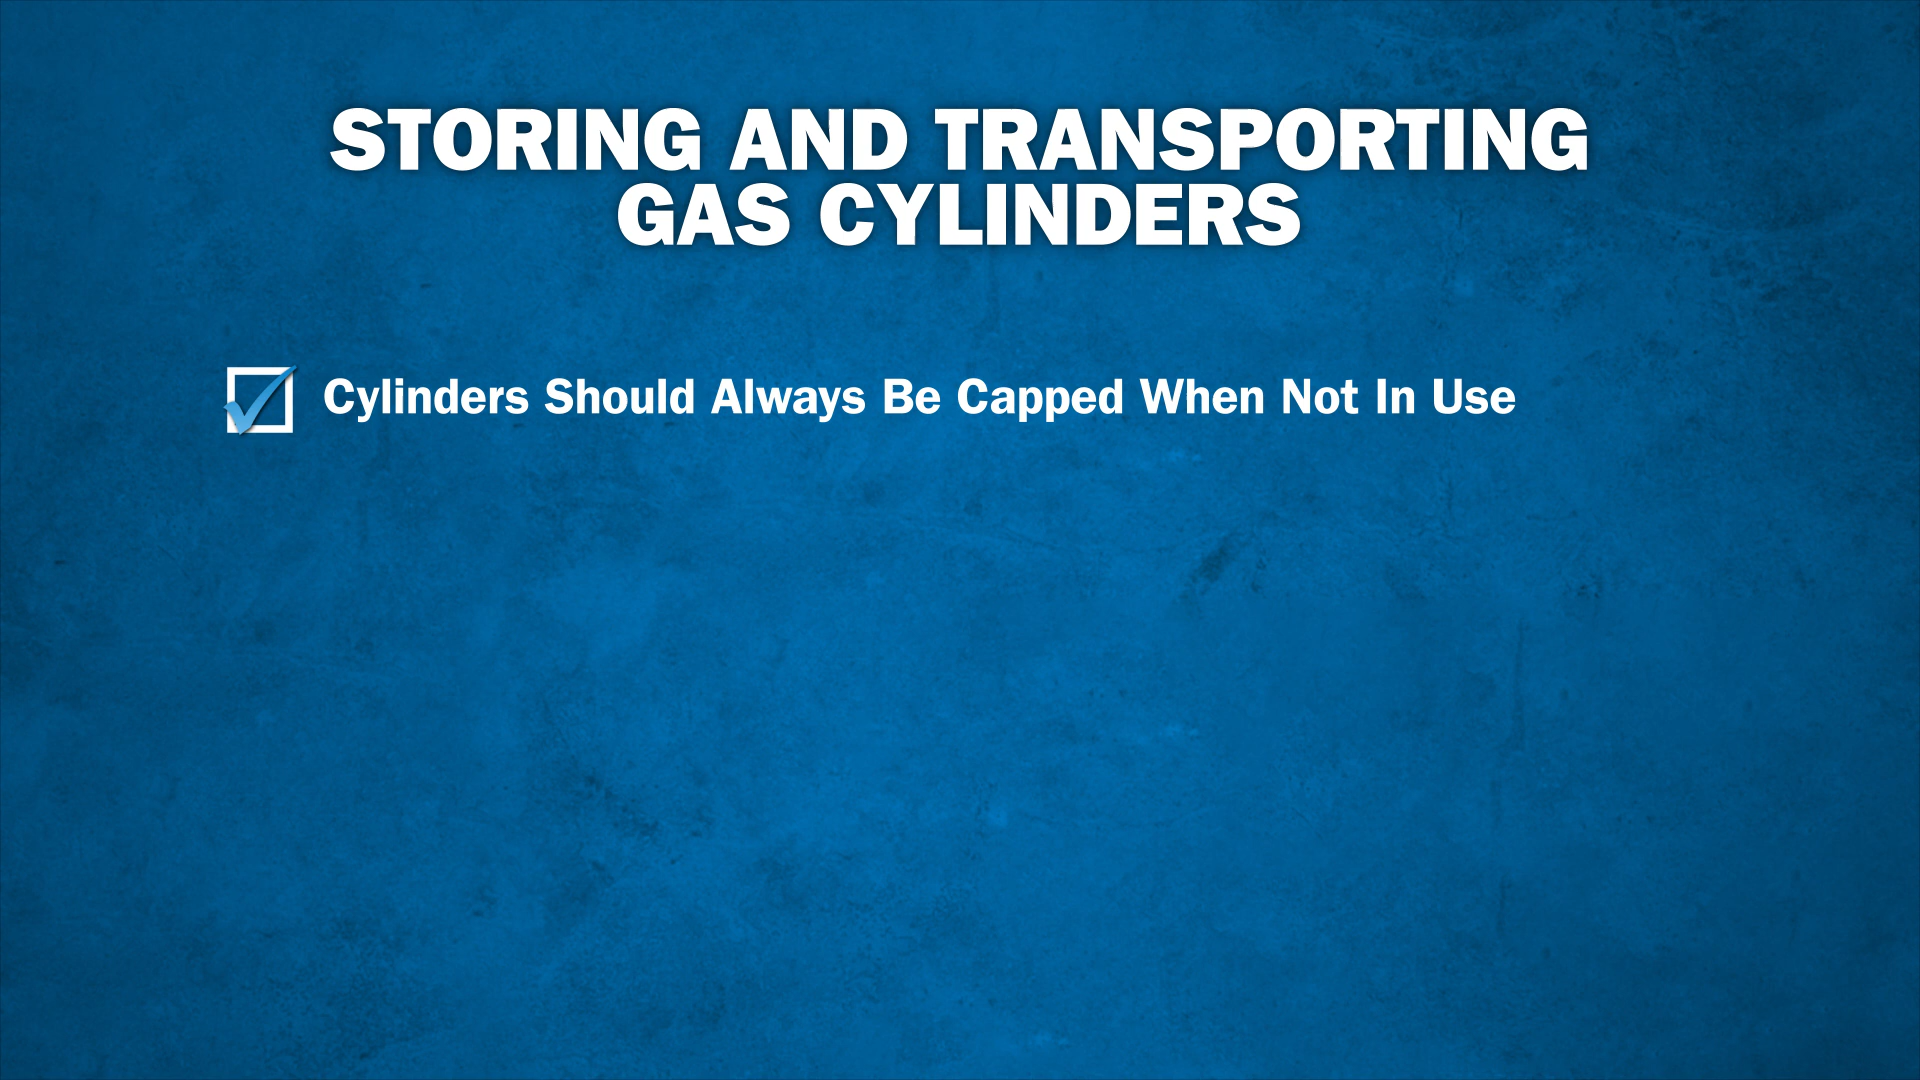 STORING AND TRANSPORTING
GAS CYLINDERS
Cylinders Should Always Be Capped When Not In Use